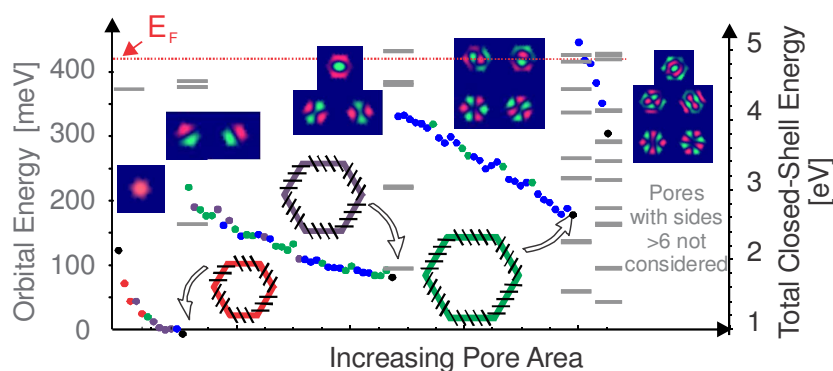 E_F
Orbital Energy [meV]
400
300
200
100
0
5
4
3
2
1
Total Closed-Shell Energy
[eV]
Pores
with sides
>6 not
considered
Increasing Pore Area